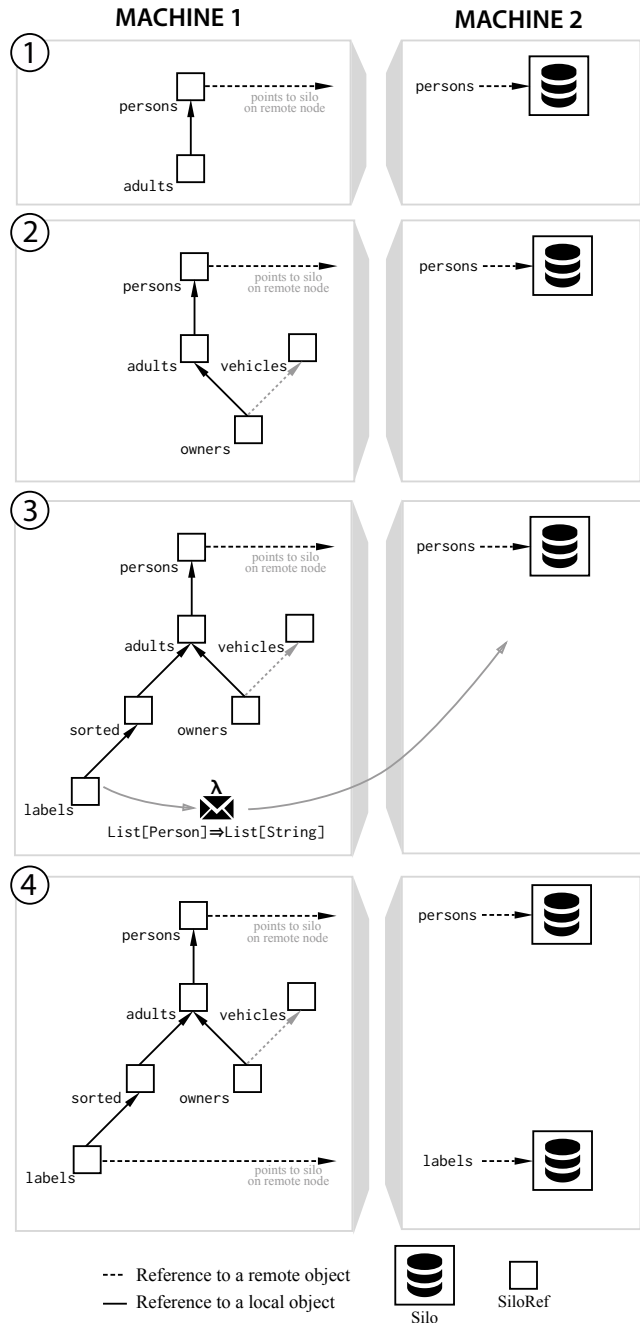 MACHINE 1
MACHINE 2
1
persons
points to silo
on remote node
adults
persons
2
persons
points to silo
on remote node
adults
vehicles
owners
persons
3
persons
points to silo
on remote node
adults
vehicles
sorted
owners
labels
λ
List[Person]⇒List[String]
persons
4
persons
points to silo
on remote node
adults
vehicles
sorted
owners
labels
points to silo
on remote node
persons
labels
Reference to a remote object
Reference to a local object
Silo
SiloRef